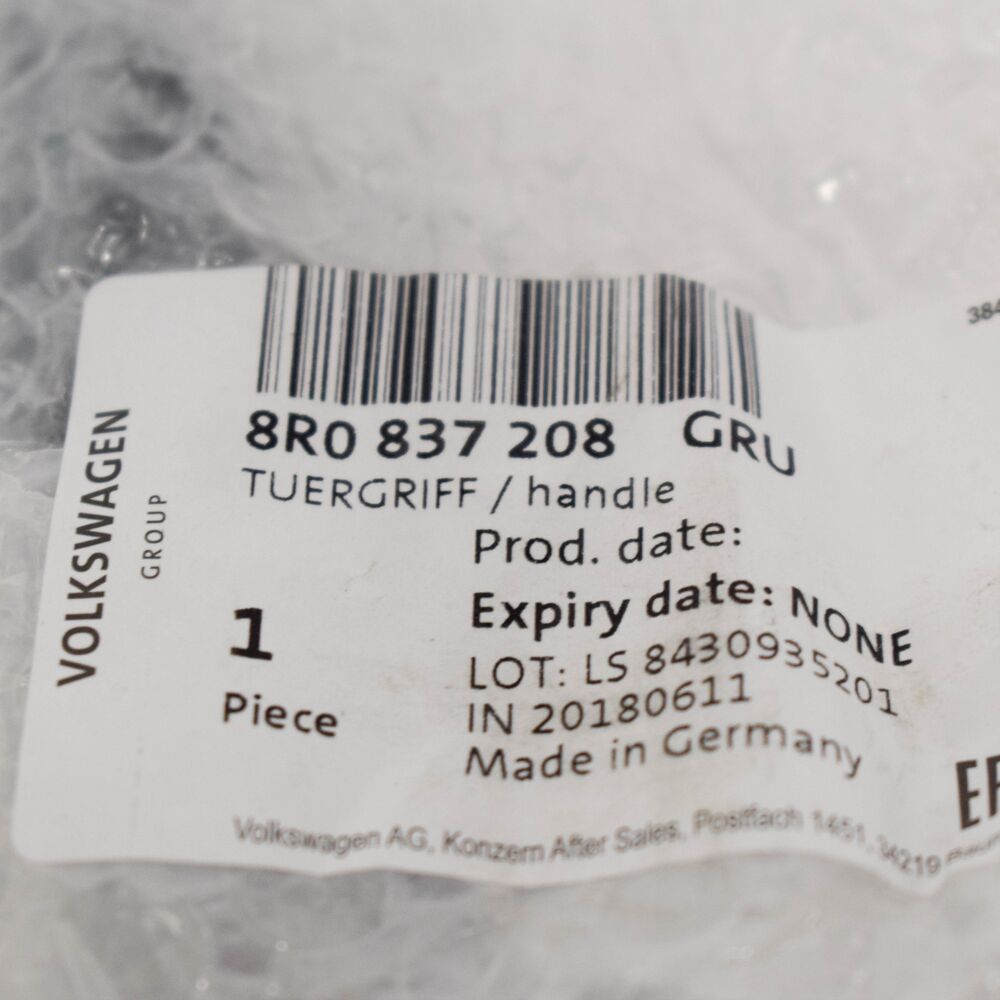 384
8R0 837 208 GRU
TUERGRIFF / handle
Prod. date:
Expiry date: NONE
1
Piece
LOT: LS 8430935201
IN 20180611
Made in Germany
VOLKSWAGEN
GROUP
Volkswagen AG, Konzern After Sales, Postfach 1451, 34219